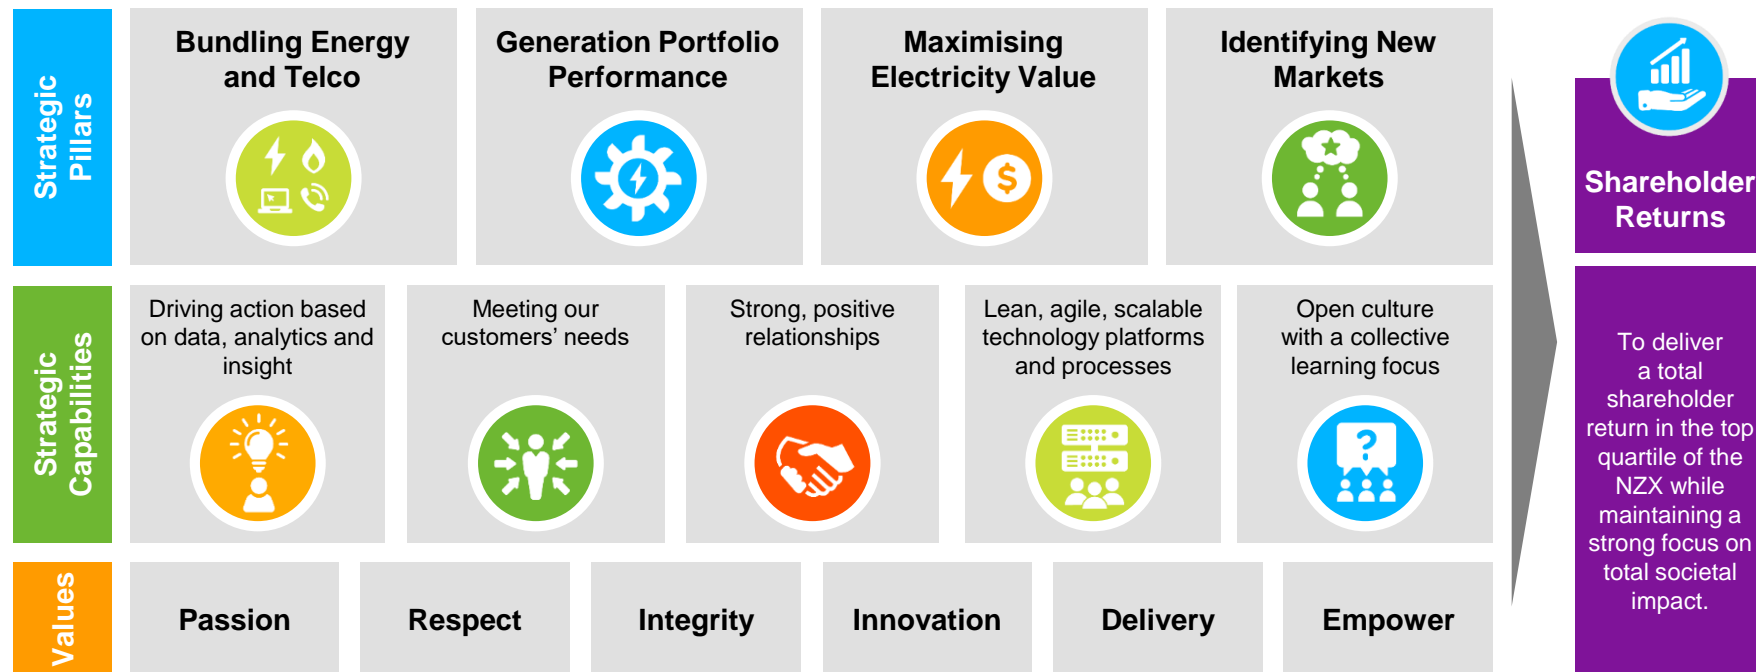 Strategic
Pillars
Bundling Energy
and Telco
Generation Portfolio
Performance
Maximising
Electricity Value
Identifying New
Markets
$
Strategic
Capabilities
Driving action based
on data, analytics and
insight
Meeting our
customers’ needs
Strong, positive
relationships
Lean, agile, scalable
technology platforms
and processes
Open culture
with a collective
learning focus
?
Values
Passion
Respect
Integrity
Innovation
Delivery
Empower
Shareholder
Returns
To deliver
a total
shareholder
return in the top
quartile of the
NZX while
maintaining a
strong focus on
total societal
impact.